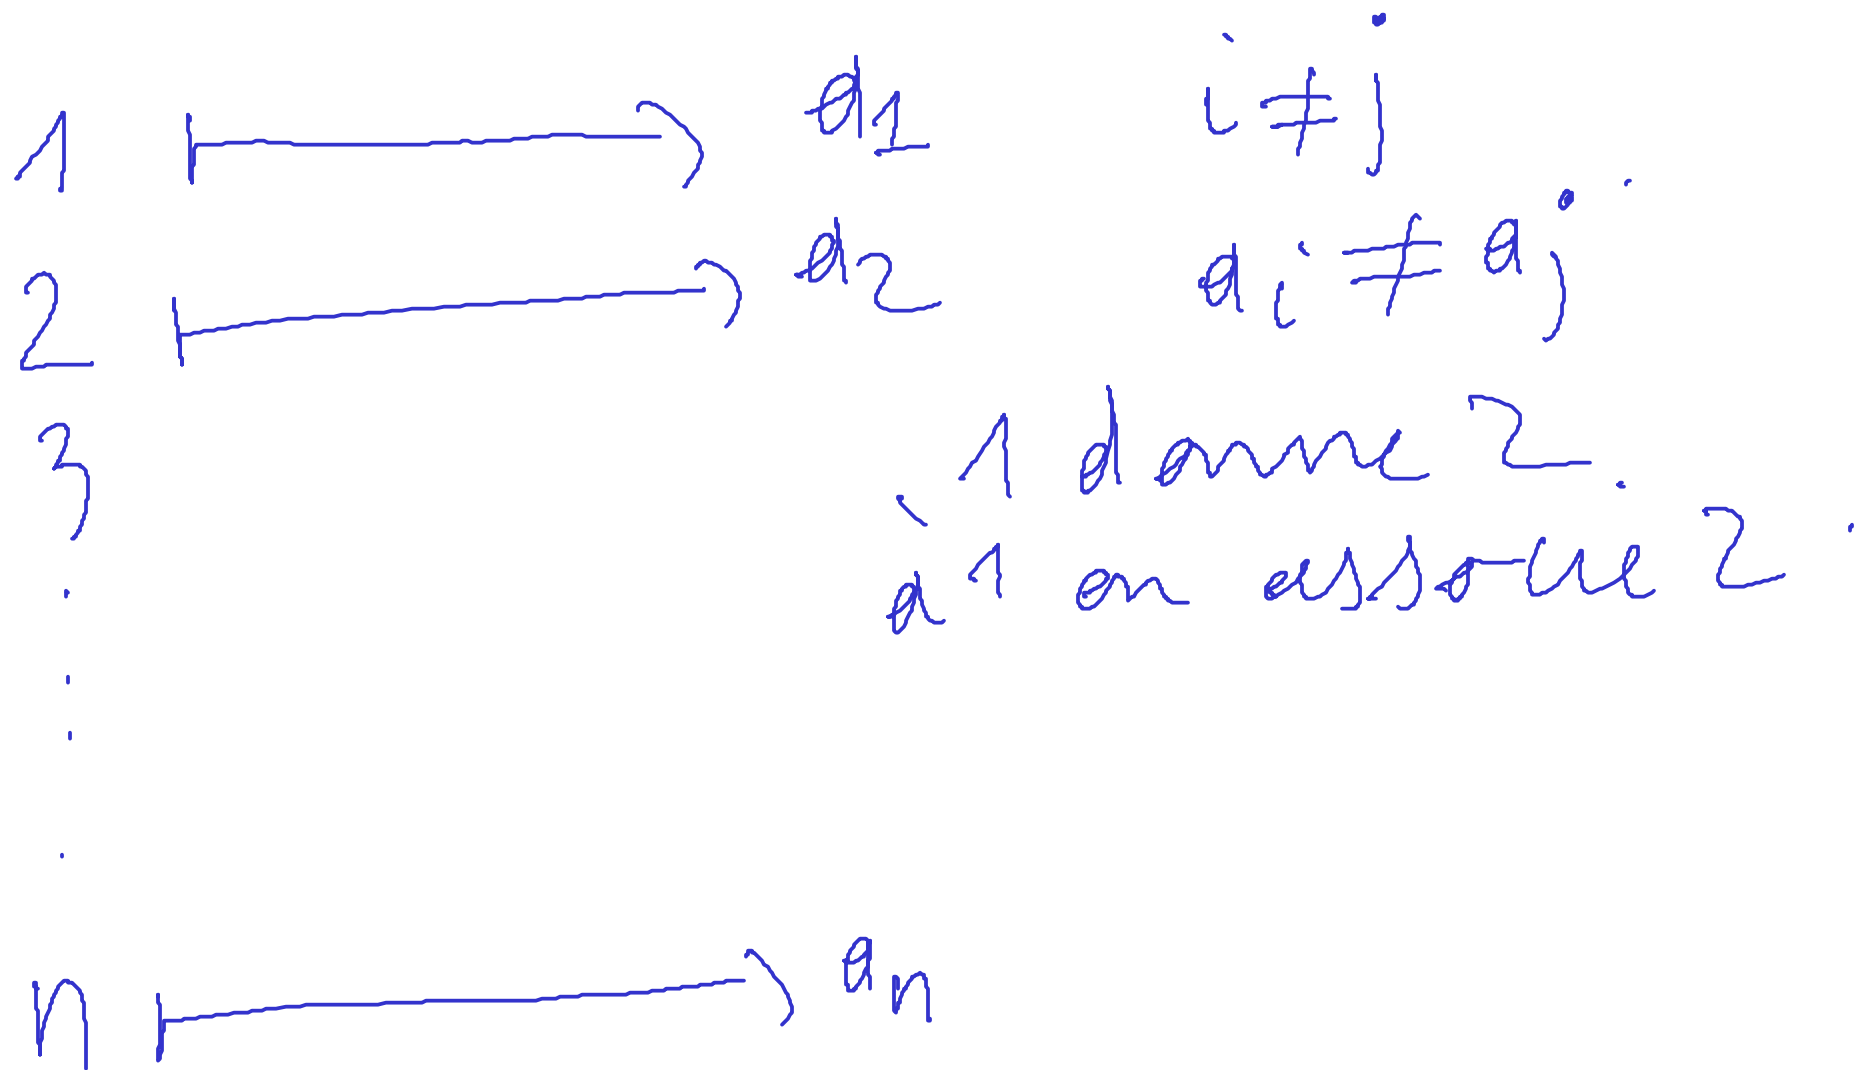 1 ↦ a₁ i ≠ j
2 ↦ a₂ aᵢ ≠ aⱼ
3
1 donne 2.
à 1 on associe 2
.
.
.
.
n ↦ aₙ